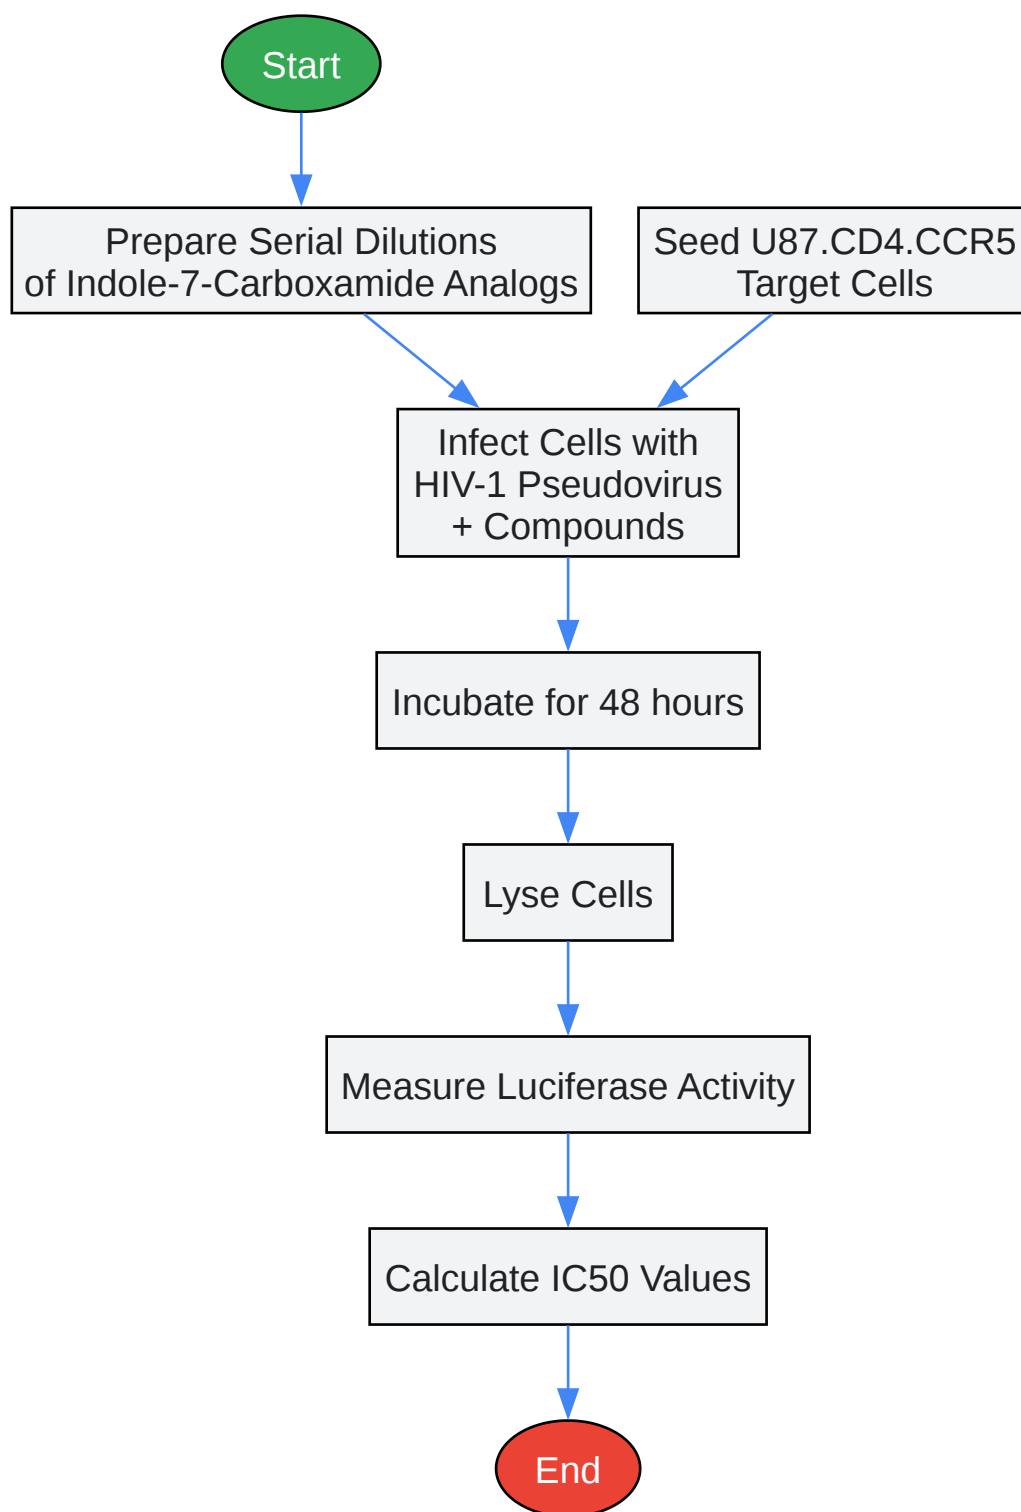 Start
Prepare Serial Dilutions
of Indole-7-Carboxamide Analogs
Seed U87.CD4.CCR5
Target Cells
Infect Cells with
HIV-1 Pseudovirus
+ Compounds
Incubate for 48 hours
Lyse Cells
Measure Luciferase Activity
Calculate IC50 Values
End